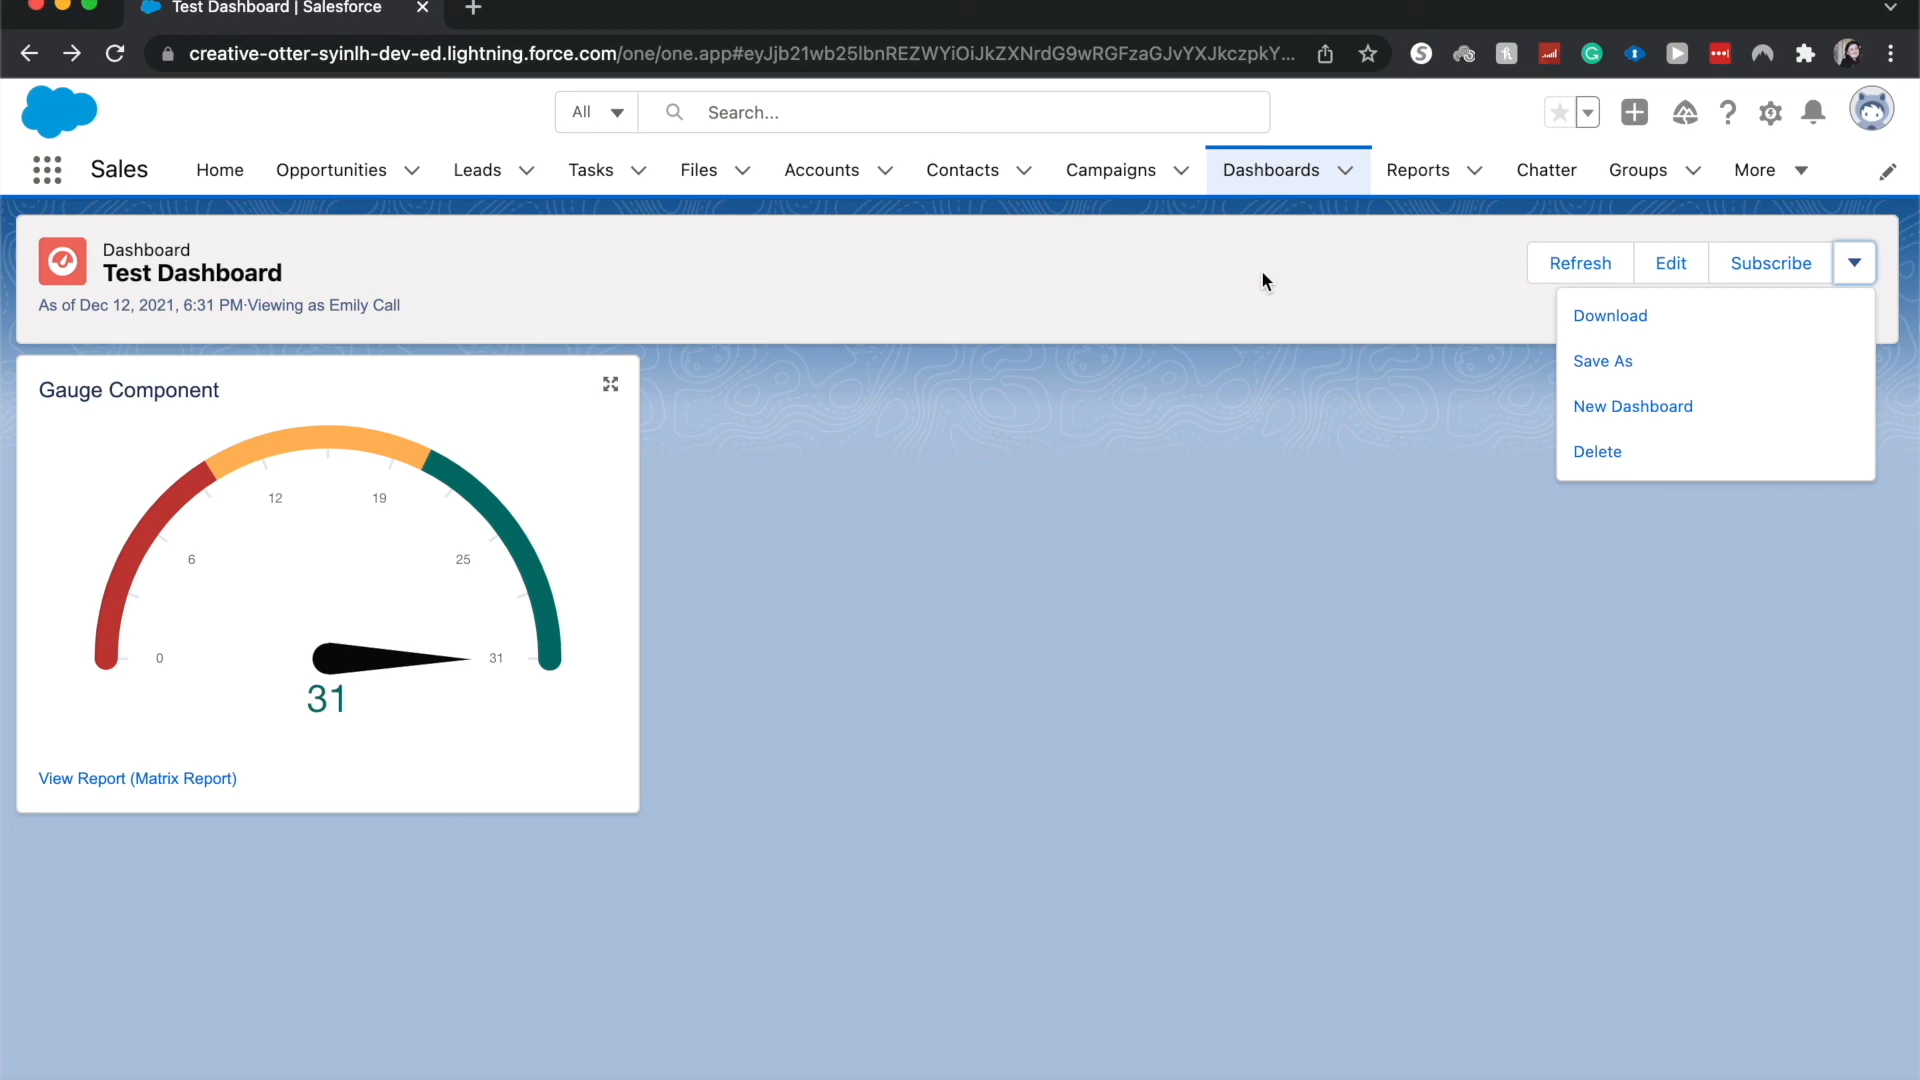 Test Dashboard | Salesforce
creative-otter-syinlh-dev-ed.lightning.force.com/one/one.app#eyJjb21wb25lbnREZWYiOiJkZXNrdG9wRGFzaGJvYXJkczpkY...
All
Search...
Sales
Home
Opportunities
Leads
Tasks
Files
Accounts
Contacts
Campaigns
Dashboards
Reports
Chatter
Groups
More
Dashboard
Test Dashboard
As of Dec 12, 2021, 6:31 PM·Viewing as Emily Call
Refresh
Edit
Subscribe
Download
Save As
New Dashboard
Delete
Gauge Component
0
6
12
19
25
31
31
View Report (Matrix Report)